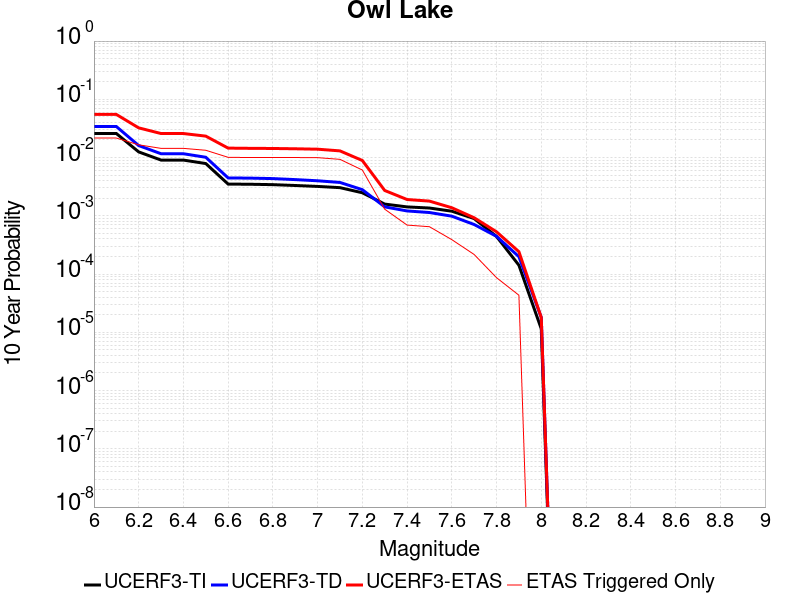 Owl Lake
10 Year Probability
10^0
10^-1
10^-2
10^-3
10^-4
10^-5
10^-6
10^-7
10^-8
6 6.2 6.4 6.6 6.8 7 7.2 7.4 7.6 7.8 8 8.2 8.4 8.6 8.8 9
Magnitude
UCERF3-TI UCERF3-TD UCERF3-ETAS ETAS Triggered Only